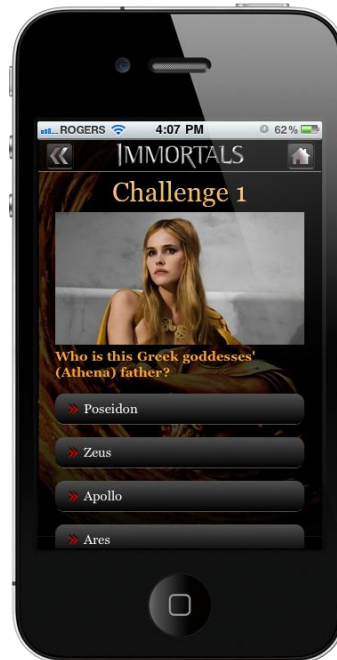 ROGERS 4:07 PM 62%
IMMORTALS
Challenge 1
Who is this Greek goddesses'
(Athena) father?
Poseidon
Zeus
Apollo
Ares